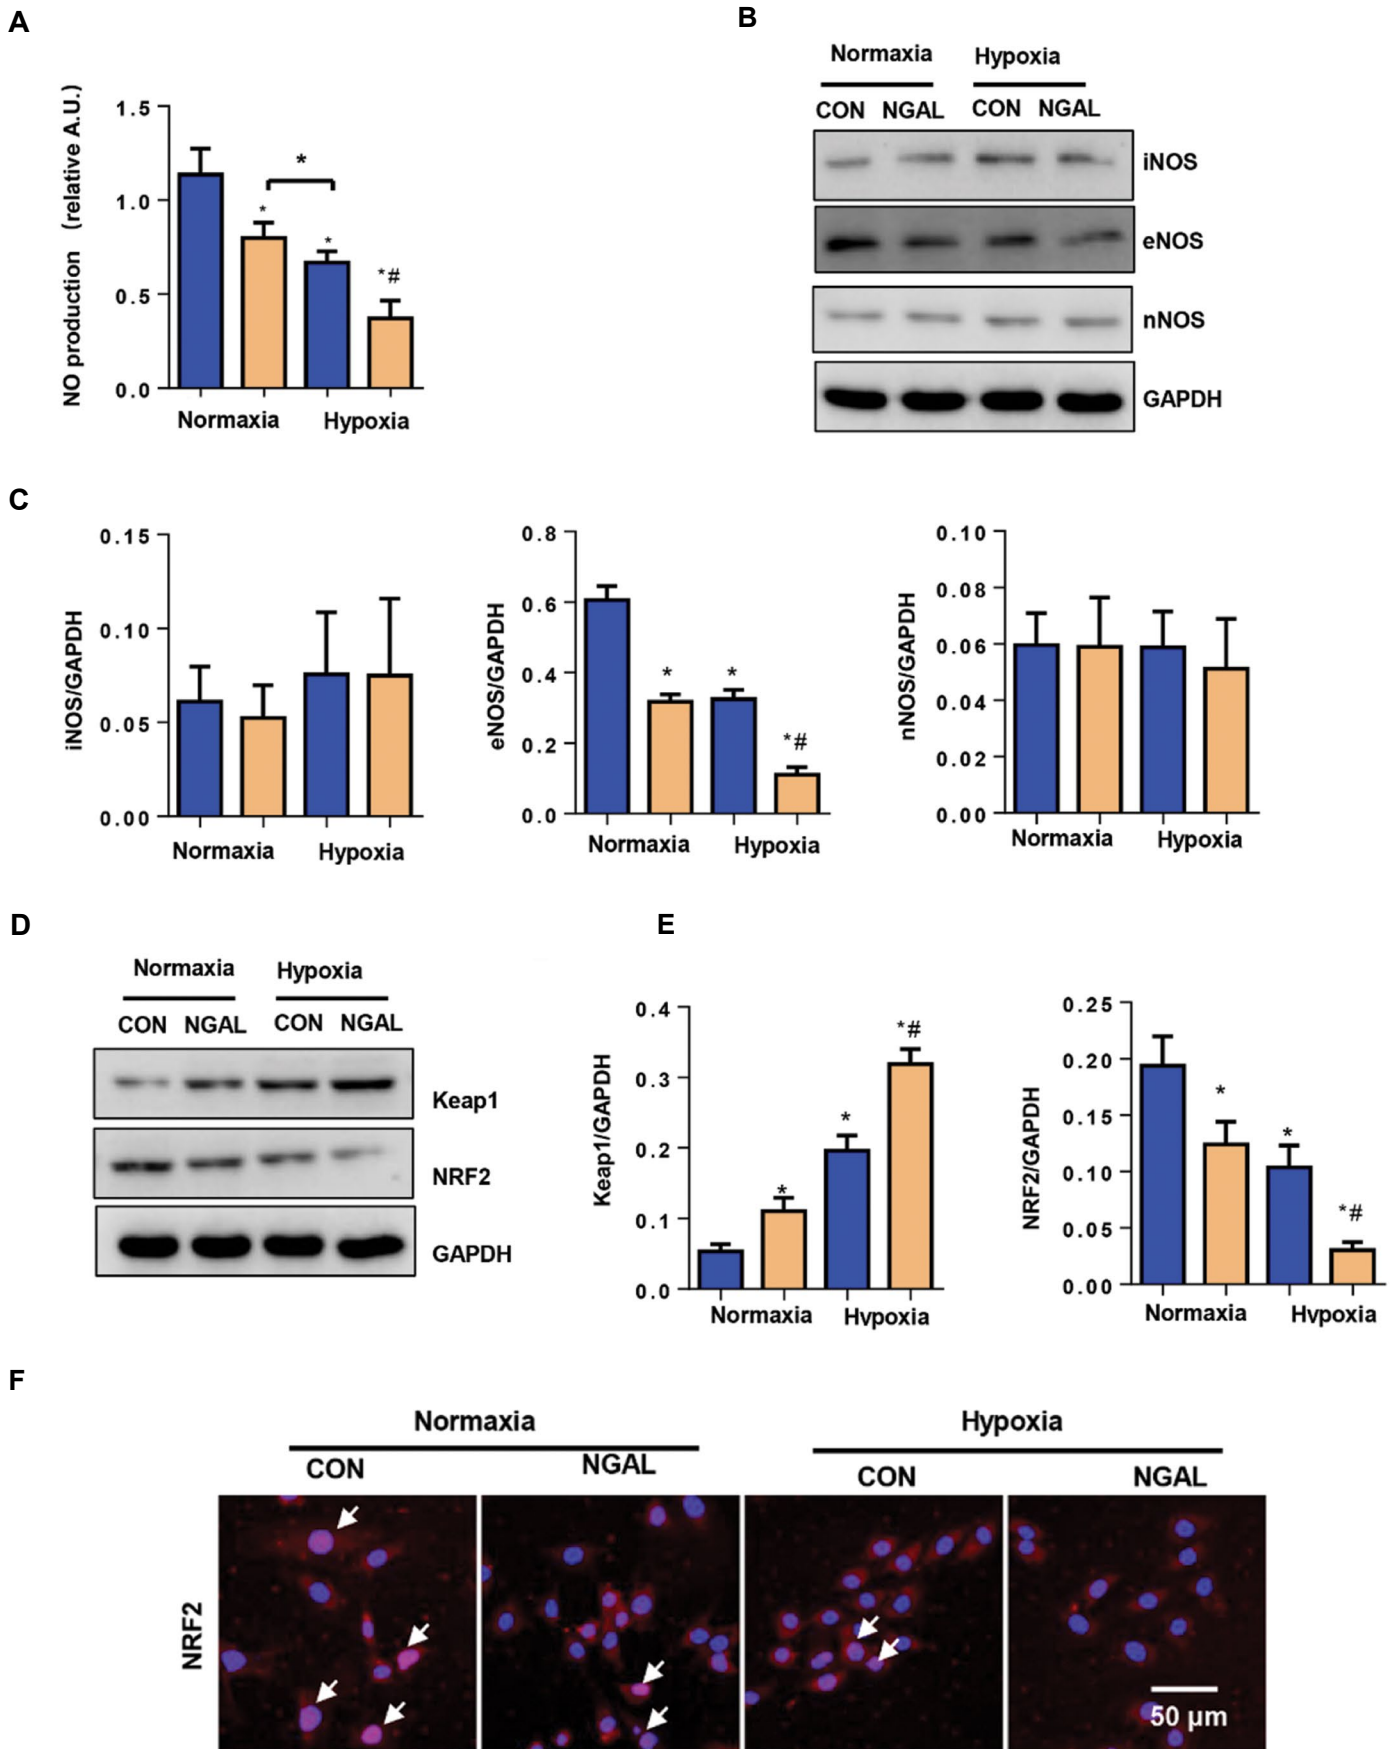 A
NO production (relative A.U.)
1.5
1.0
0.5
0.0
*
*
*
*#
Normaxia Hypoxia
B
Normaxia Hypoxia
CON NGAL CON NGAL
iNOS
eNOS
nNOS
GAPDH
C
iNOS/GAPDH
0.15
0.10
0.05
0.00
Normaxia Hypoxia
eNOS/GAPDH
0.8
0.6
0.4
0.2
0.0
* *
*#
Normaxia Hypoxia
nNOS/GAPDH
0.10
0.08
0.06
0.04
0.02
0.00
Normaxia Hypoxia
D
Normaxia Hypoxia
CON NGAL CON NGAL
Keap1
NRF2
GAPDH
E
Keap1/GAPDH
0.4
0.3
0.2
0.1
0.0
*#
*
*
Normaxia Hypoxia
NRF2/GAPDH
0.25
0.20
0.15
0.10
0.05
0.00
*
*
*#
Normaxia Hypoxia
F
Normaxia Hypoxia
CON NGAL CON NGAL
NRF2
50 µm